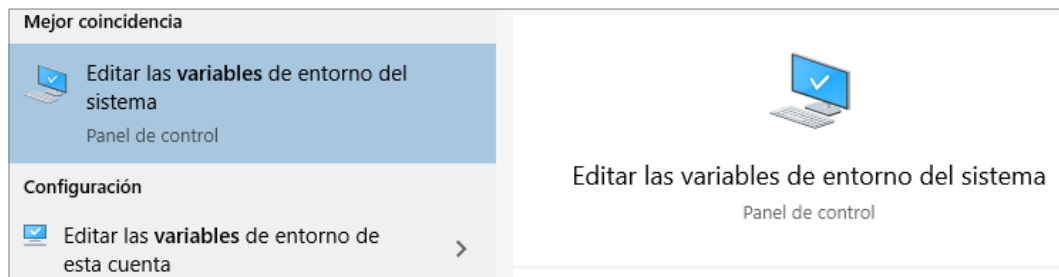 Mejor coincidencia
Editar las variables de entorno del
sistema
Panel de control
Configuración
Editar las variables de entorno de
esta cuenta
Editar las variables de entorno del sistema
Panel de control